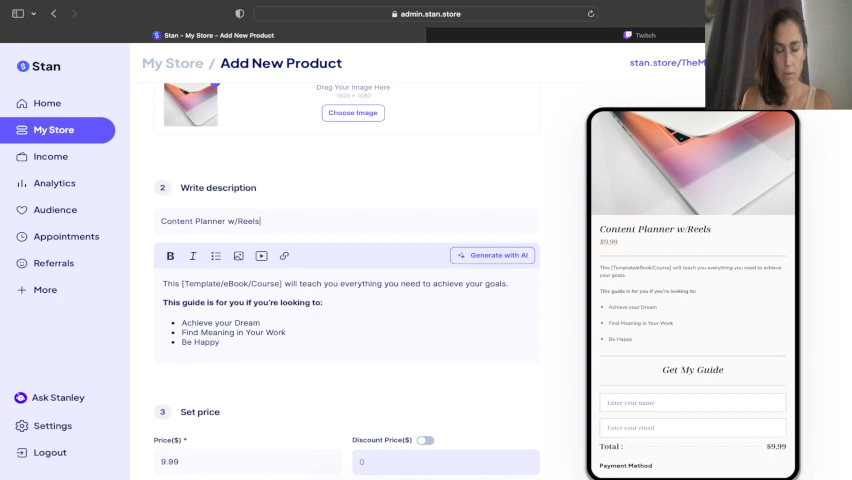 admin.stan.store
Stan - My Store - Add New Product
Twitch
Stan
My Store / Add New Product
stan.store/TheM
Home
My Store
Income
Analytics
Audience
Appointments
Referrals
More
Ask Stanley
Settings
Logout
Drag Your Image Here
1920 × 1080
Choose Image
2 Write description
Content Planner w/Reels
B I Generate with AI
This [Template/eBook/Course] will teach you everything you need to achieve your goals.
This guide is for you if you're looking to:
• Achieve your Dream
• Find Meaning in Your Work
• Be Happy
3 Set price
Price($) * Discount Price($)
9.99 0
Content Planner w/Reels
$9.99
This [Template/eBook/Course] will teach you everything you need to achieve
your goals.
This guide is for you if you're looking to:
• Achieve your Dream
• Find Meaning in Your Work
• Be Happy
Get My Guide
Enter your name
Enter your email
Total : $9.99
Payment Method